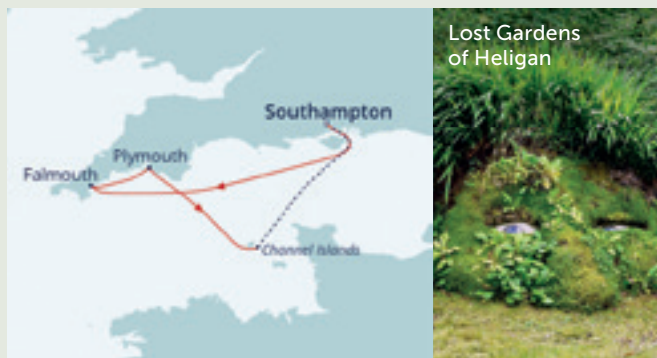 Southampton
Plymouth
Falmouth
Channel Islands
Lost Gardens
of Heligan